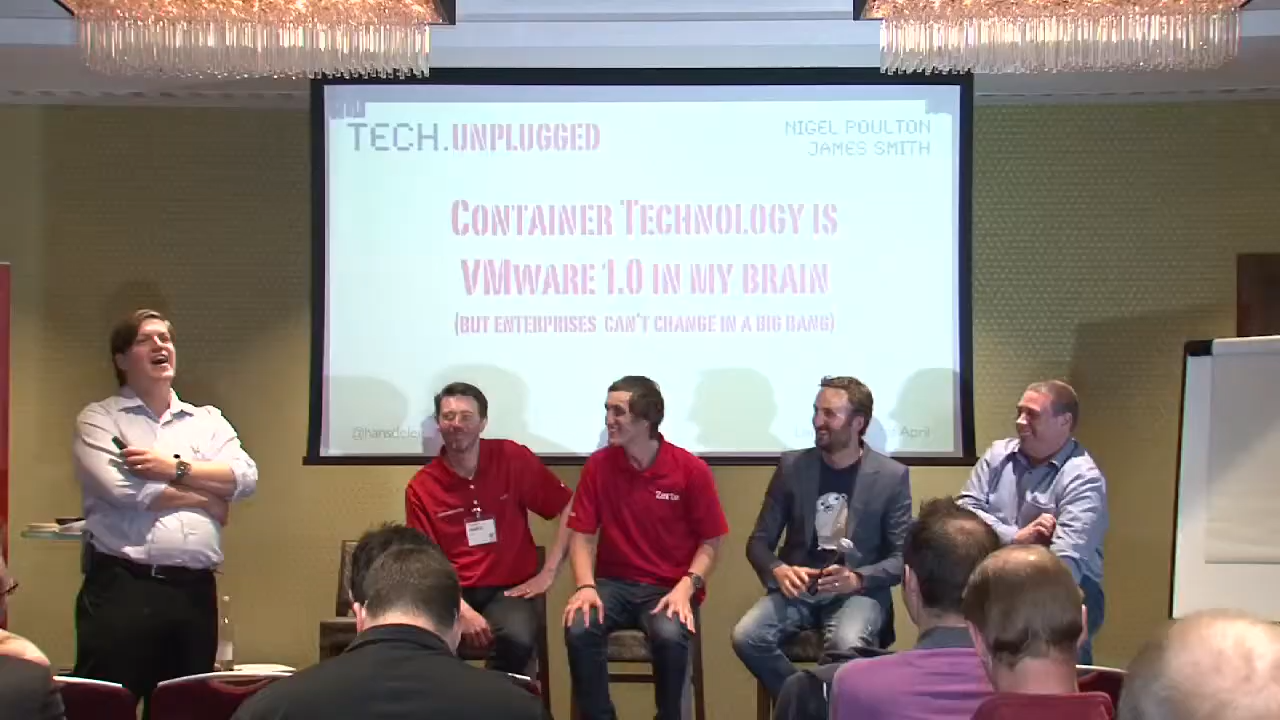 TECH.UNPLUGGED
NIGEL POULTON
JAMES SMITH
CONTAINER TECHNOLOGY IS
VMWARE 1.0 IN MY BRAIN
(BUT ENTERPRISES CAN'T CHANGE IN A BIG BANG)
April
Zerto